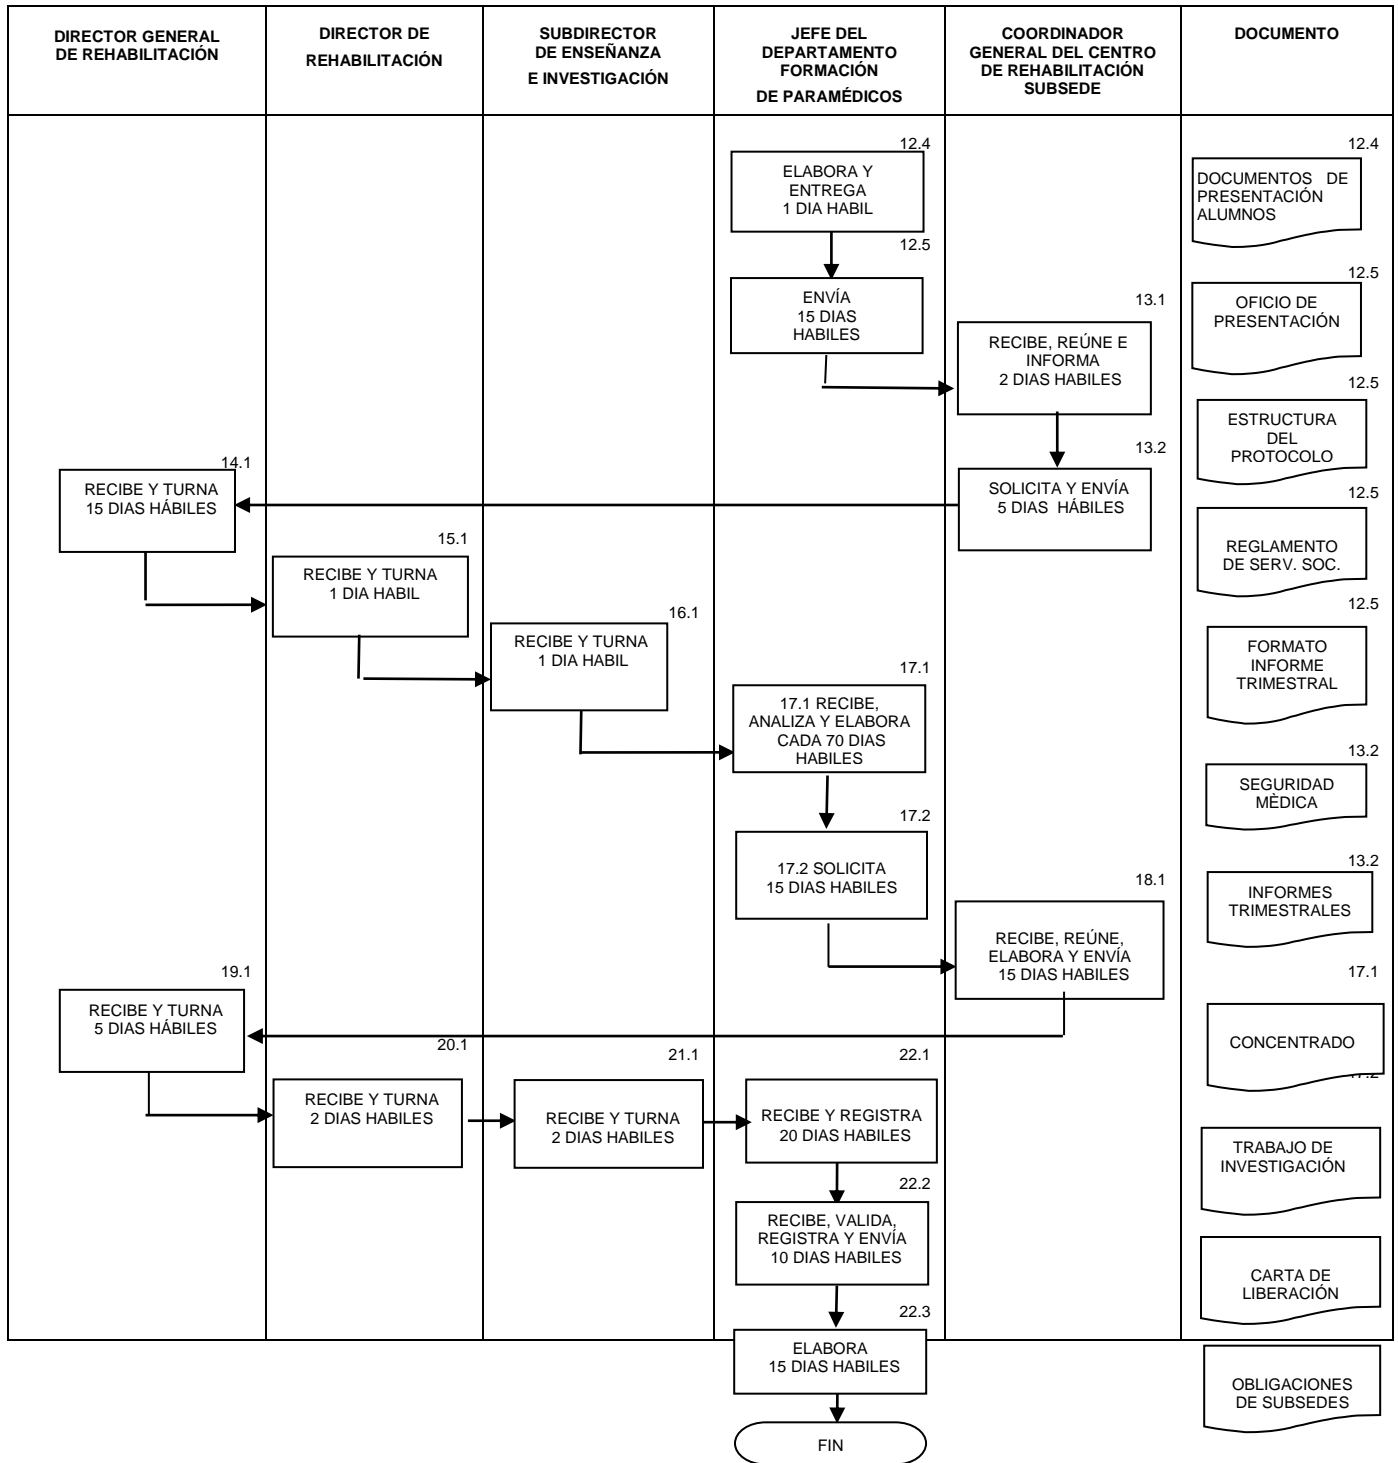 DIRECTOR GENERAL
DE REHABILITACIÓN
DIRECTOR DE
REHABILITACIÓN
SUBDIRECTOR
DE ENSEÑANZA
E INVESTIGACIÓN
JEFE DEL
DEPARTAMENTO
FORMACIÓN
DE PARAMÉDICOS
COORDINADOR
GENERAL DEL CENTRO
DE REHABILITACIÓN
SUBSEDE
DOCUMENTO
12.4
ELABORA Y
ENTREGA
1 DIA HABIL
12.4
DOCUMENTOS DE
PRESENTACIÓN
ALUMNOS
12.5
ENVÍA
15 DIAS
HABILES
12.5
OFICIO DE
PRESENTACIÓN
13.1
RECIBE, REÚNE E
INFORMA
2 DIAS HABILES
12.5
ESTRUCTURA
DEL
PROTOCOLO
13.2
SOLICITA Y ENVÍA
5 DIAS HÁBILES
14.1
RECIBE Y TURNA
15 DIAS HÁBILES
12.5
REGLAMENTO
DE SERV. SOC.
15.1
RECIBE Y TURNA
1 DIA HABIL
16.1
RECIBE Y TURNA
1 DIA HABIL
12.5
FORMATO
INFORME
TRIMESTRAL
17.1
17.1 RECIBE,
ANALIZA Y ELABORA
CADA 70 DIAS
HABILES
13.2
SEGURIDAD
MÈDICA
17.2
17.2 SOLICITA
15 DIAS HABILES
13.2
INFORMES
TRIMESTRALES
18.1
RECIBE, REÚNE,
ELABORA Y ENVÍA
15 DIAS HABILES
19.1
RECIBE Y TURNA
5 DIAS HÁBILES
17.1
CONCENTRADO
20.1
RECIBE Y TURNA
2 DIAS HABILES
21.1
RECIBE Y TURNA
2 DIAS HABILES
22.1
RECIBE Y REGISTRA
20 DIAS HABILES
TRABAJO DE
INVESTIGACIÓN
22.2
RECIBE, VALIDA,
REGISTRA Y ENVÍA
10 DIAS HABILES
CARTA DE
LIBERACIÓN
22.3
ELABORA
15 DIAS HABILES
OBLIGACIONES
DE SUBSEDES
FIN